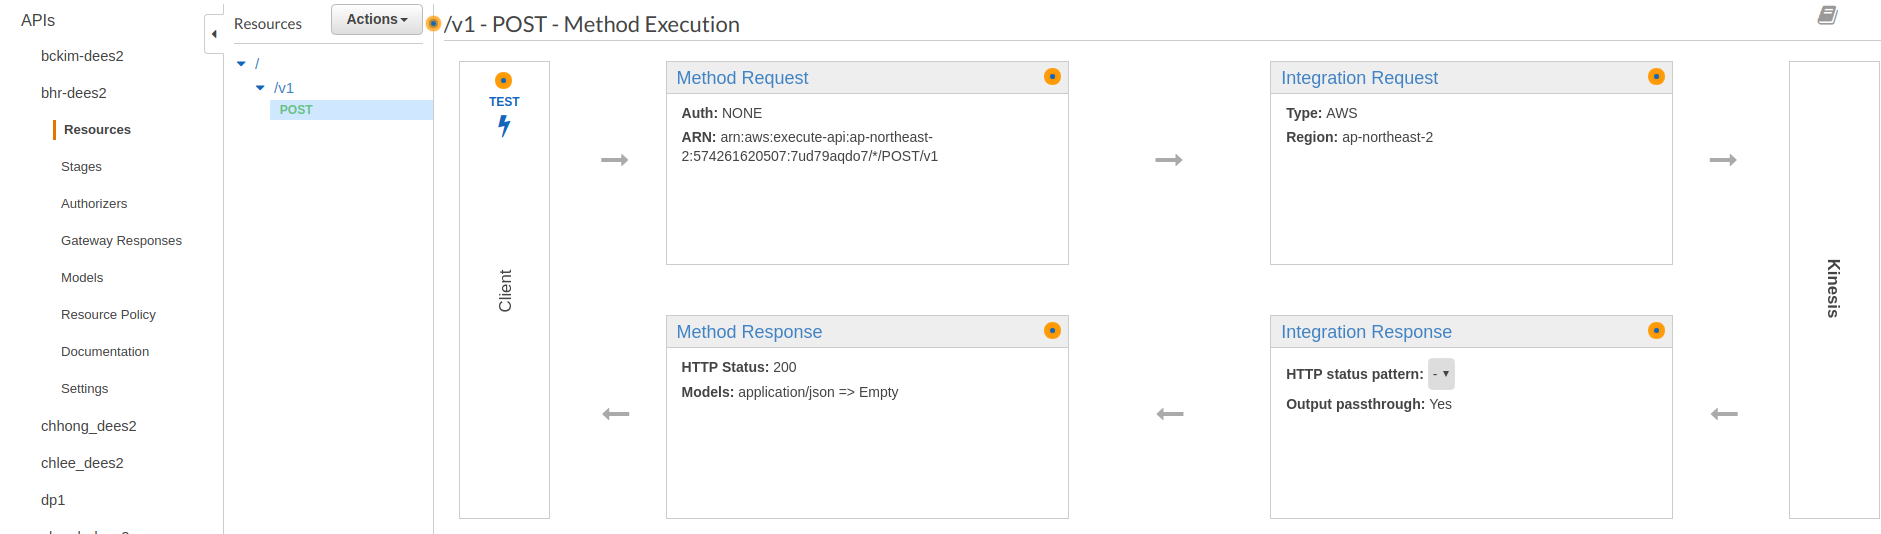 APIs
bckim-dees2
bhr-dees2
Resources
Stages
Authorizers
Gateway Responses
Models
Resource Policy
Documentation
Settings
chhong_dees2
chlee_dees2
dp1
Resources
Actions
/
/v1
POST
/v1 - POST - Method Execution
TEST
Client
Method Request
Auth: NONE
ARN: arn:aws:execute-api:ap-northeast-
2:574261620507:7ud79aqdo7/*/POST/v1
Integration Request
Type: AWS
Region: ap-northeast-2
Method Response
HTTP Status: 200
Models: application/json => Empty
Integration Response
HTTP status pattern: -
Output passthrough: Yes
Kinesis